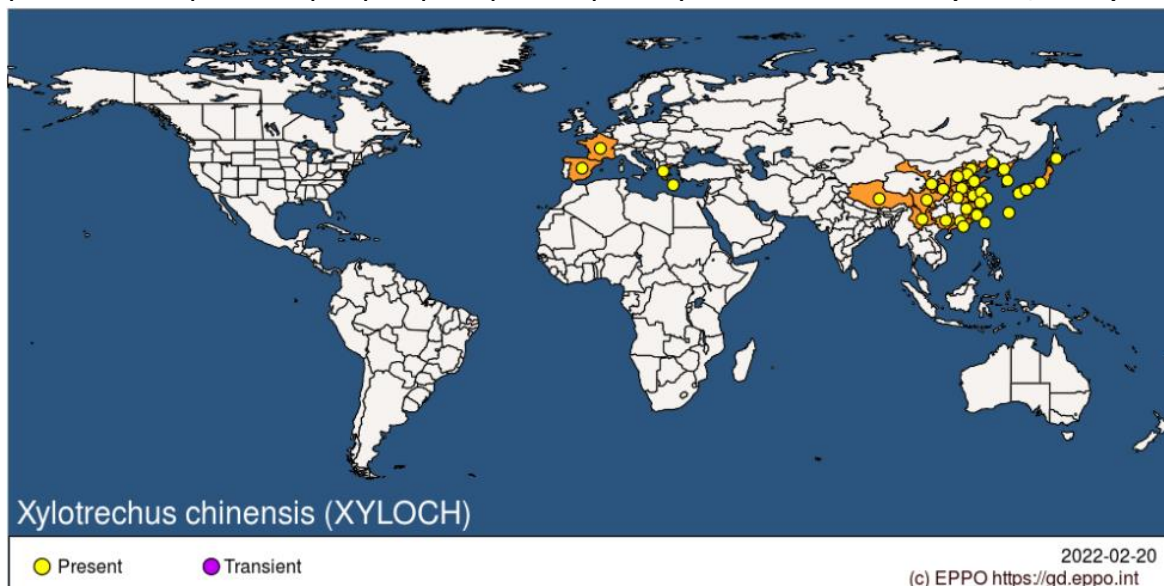 Xylotrechus chinensis (XYLOCH)
Present
Transient
2022-02-20
(c) EPPO https://gd.eppo.int